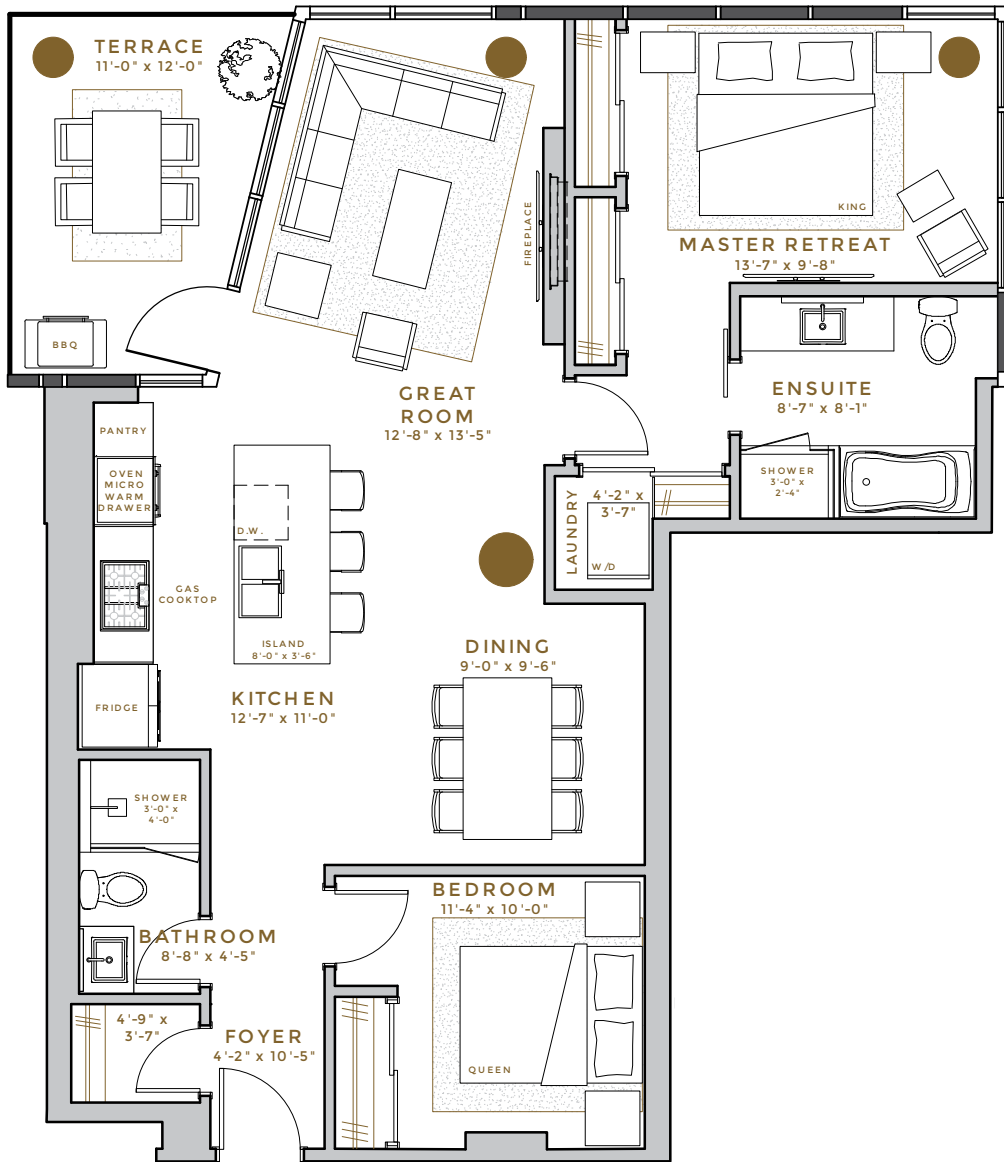 TERRACE
11'-0" x 12'-0"
BBQ
FIREPLACE
KING
MASTER RETREAT
13'-7" x 9'-8"
GREAT
ROOM
12'-8" x 13'-5"
ENSUITE
8'-7" x 8'-1"
SHOWER
3'-0" x
2'-4"
PANTRY
OVEN
MICRO
WARM
DRAWER
D.W.
GAS
COOKTOP
ISLAND
8'-0" x 3'-6"
LAUNDRY
4'-2" x
3'-7"
W/D
DINING
9'-0" x 9'-6"
KITCHEN
12'-7" x 11'-0"
FRIDGE
SHOWER
3'-0" x
4'-0"
BATHROOM
8'-8" x 4'-5"
BEDROOM
11'-4" x 10'-0"
QUEEN
4'-9" x
3'-7"
FOYER
4'-2" x 10'-5"